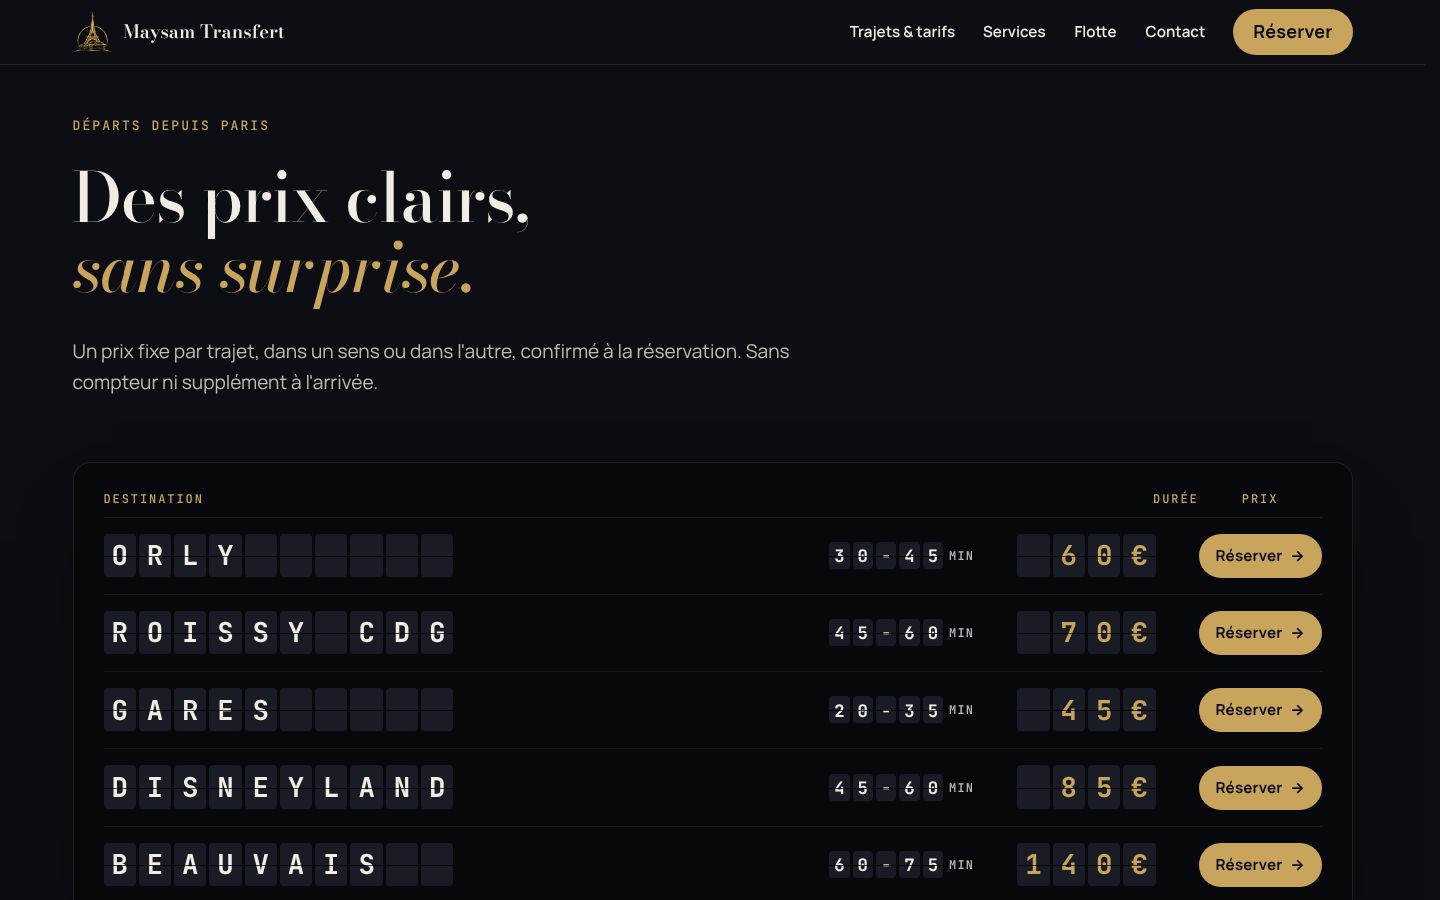 Maysam Transfert
Trajets & tarifs Services Flotte Contact Réserver
DÉPARTS DEPUIS PARIS
Des prix clairs,
sans surprise.
Un prix fixe par trajet, dans un sens ou dans l'autre, confirmé à la réservation. Sans
compteur ni supplément à l'arrivée.
DESTINATION DURÉE PRIX
ORLY 30-45 MIN 60€ Réserver →
ROISSY CDG 45-60 MIN 70€ Réserver →
GARES 20-35 MIN 45€ Réserver →
DISNEYLAND 45-60 MIN 85€ Réserver →
BEAUVAIS 60-75 MIN 140€ Réserver →